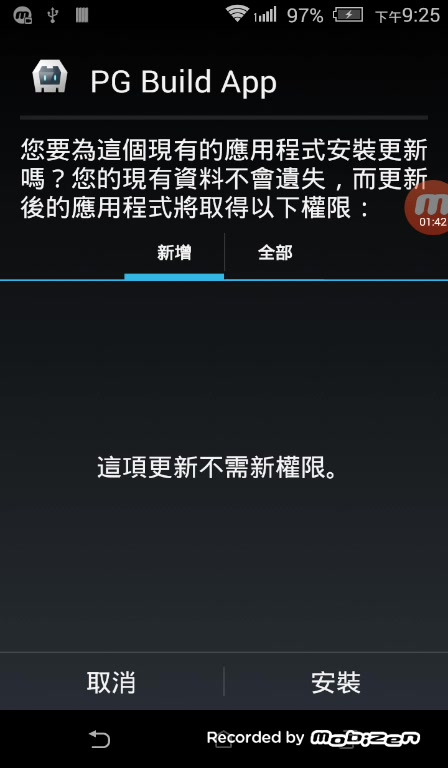 97% 下午9:25
PG Build App
您要為這個現有的應用程式安裝更新
嗎？您的現有資料不會遺失，而更新
後的應用程式將取得以下權限：
01:42
新增 全部
這項更新不需新權限。
取消 安裝
Recorded by Mobizen